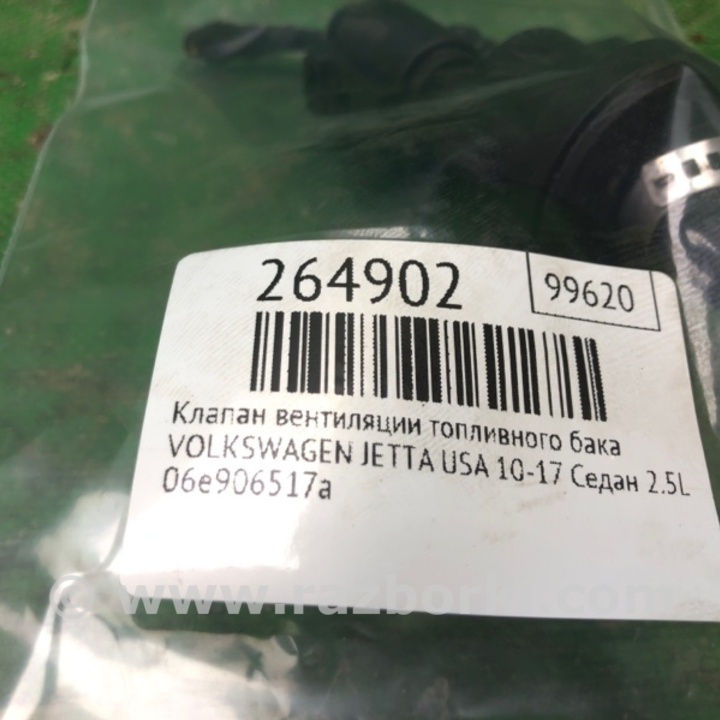 264902
99620
Клапан вентиляции топливного бака
VOLKSWAGEN JETTA USA 10-17 Седан 2.5L
06e906517a